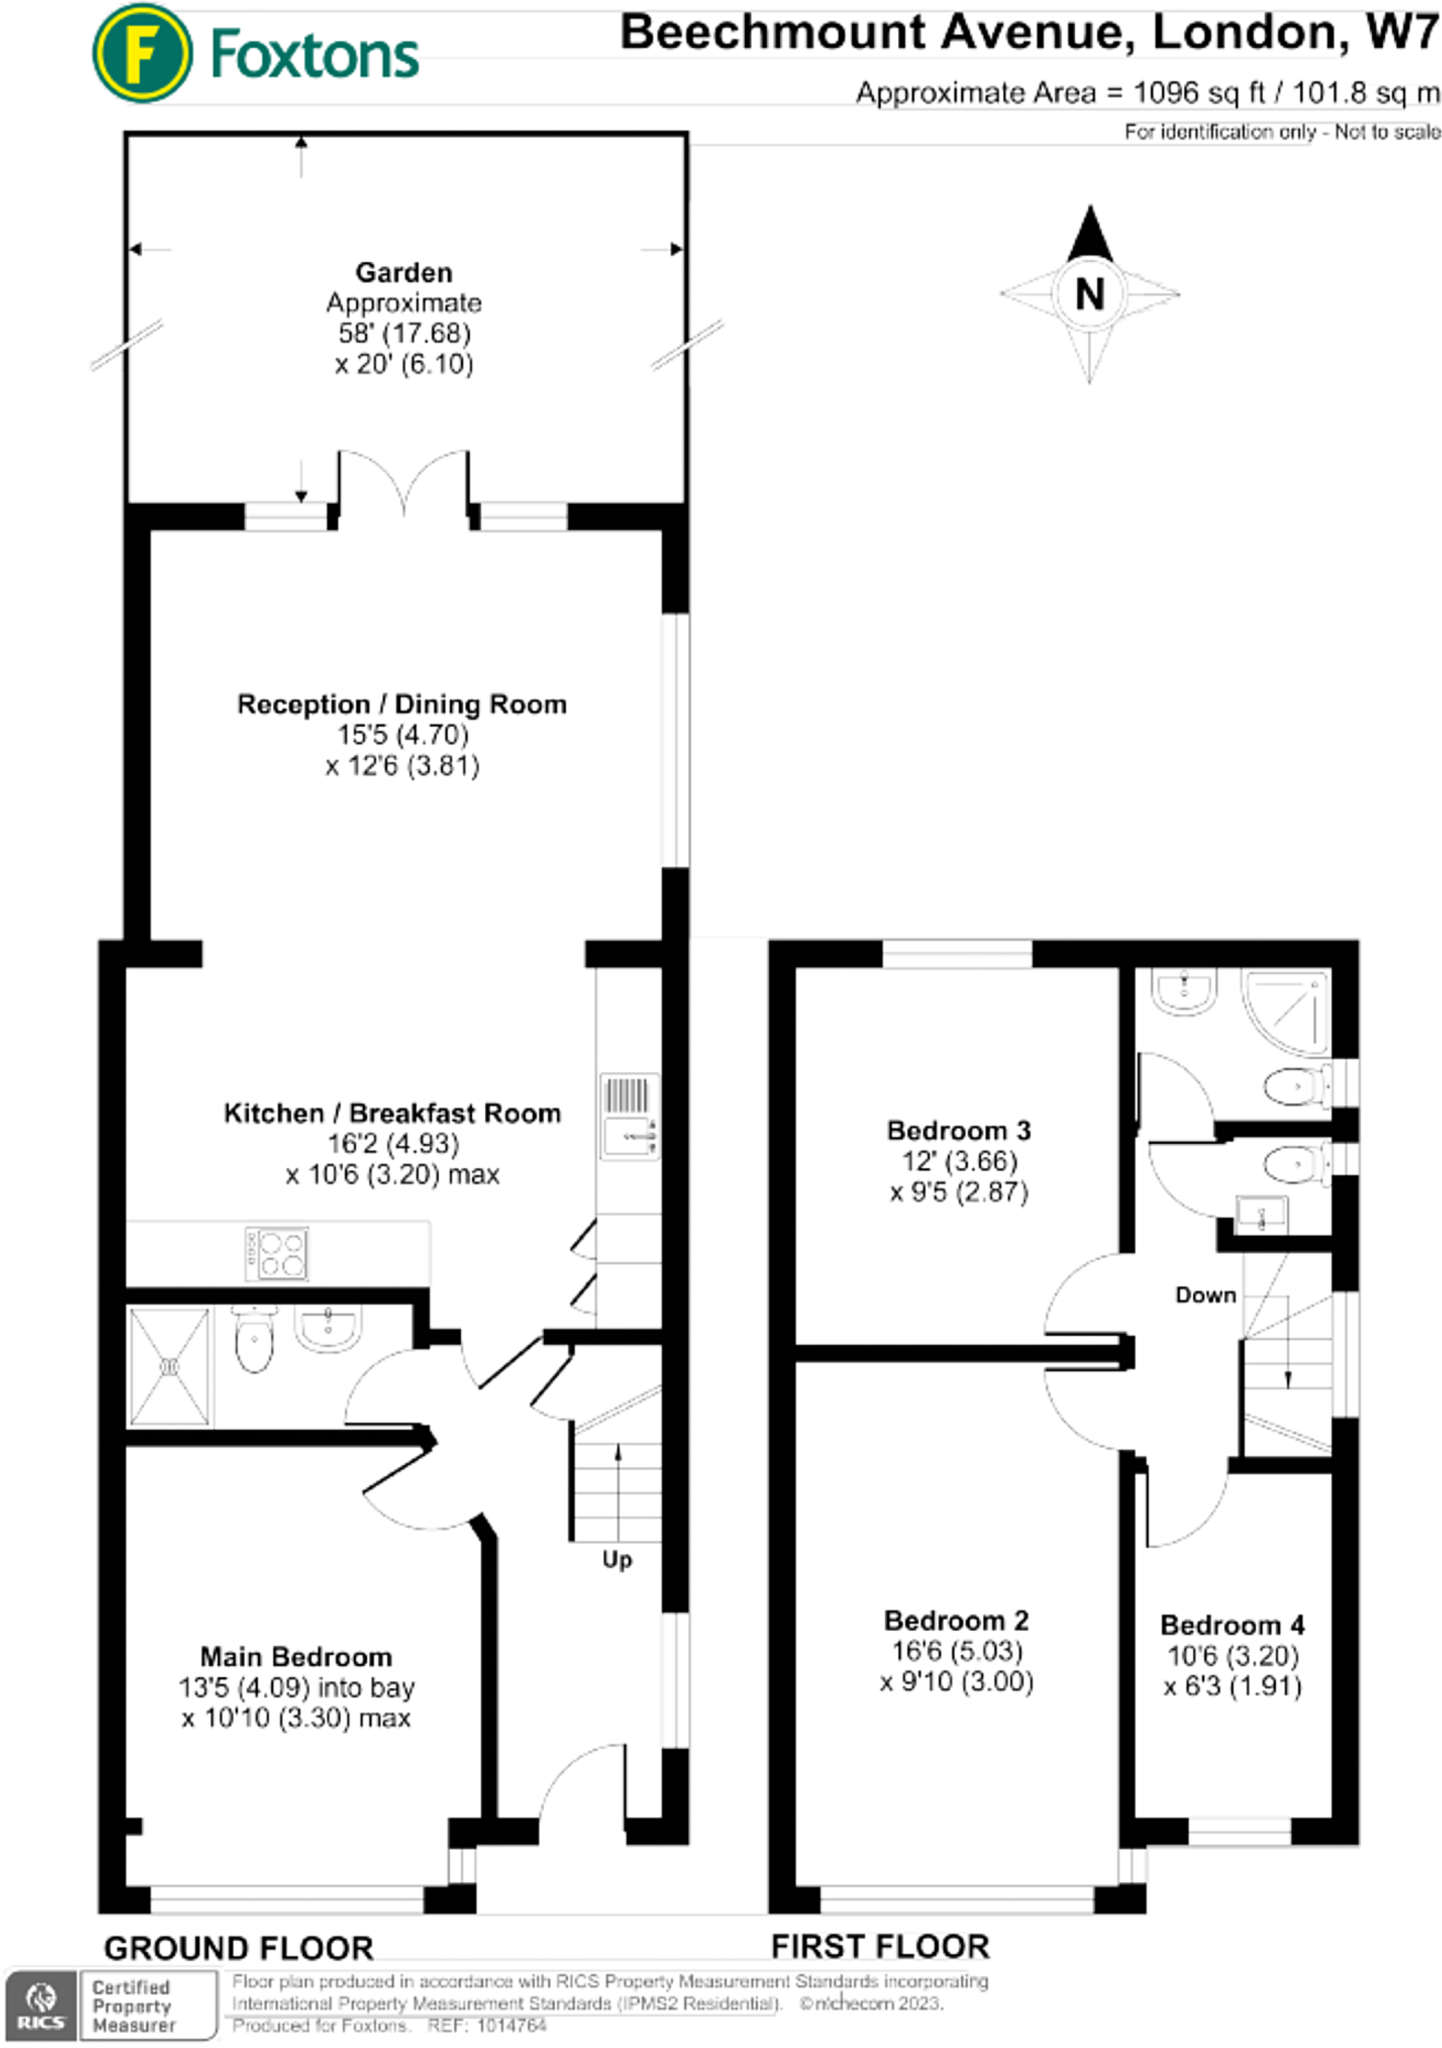 Foxtons
Beechmount Avenue, London, W7
Approximate Area = 1096 sq ft / 101.8 sq m
For identification only - Not to scale
N
Garden
Approximate
58' (17.68)
x 20' (6.10)
Reception / Dining Room
15'5 (4.70)
x 12'6 (3.81)
Kitchen / Breakfast Room
16'2 (4.93)
x 10'6 (3.20) max
Up
Main Bedroom
13'5 (4.09) into bay
x 10'10 (3.30) max
GROUND FLOOR
Bedroom 3
12' (3.66)
x 9'5 (2.87)
Down
Bedroom 2
16'6 (5.03)
x 9'10 (3.00)
Bedroom 4
10'6 (3.20)
x 6'3 (1.91)
FIRST FLOOR
RICS
Certified
Property
Measurer
Floor plan produced in accordance with RICS Property Measurement Standards incorporating
International Property Measurement Standards (IPMS2 Residential). © nichecom 2023.
Produced for Foxtons. REF: 1014764